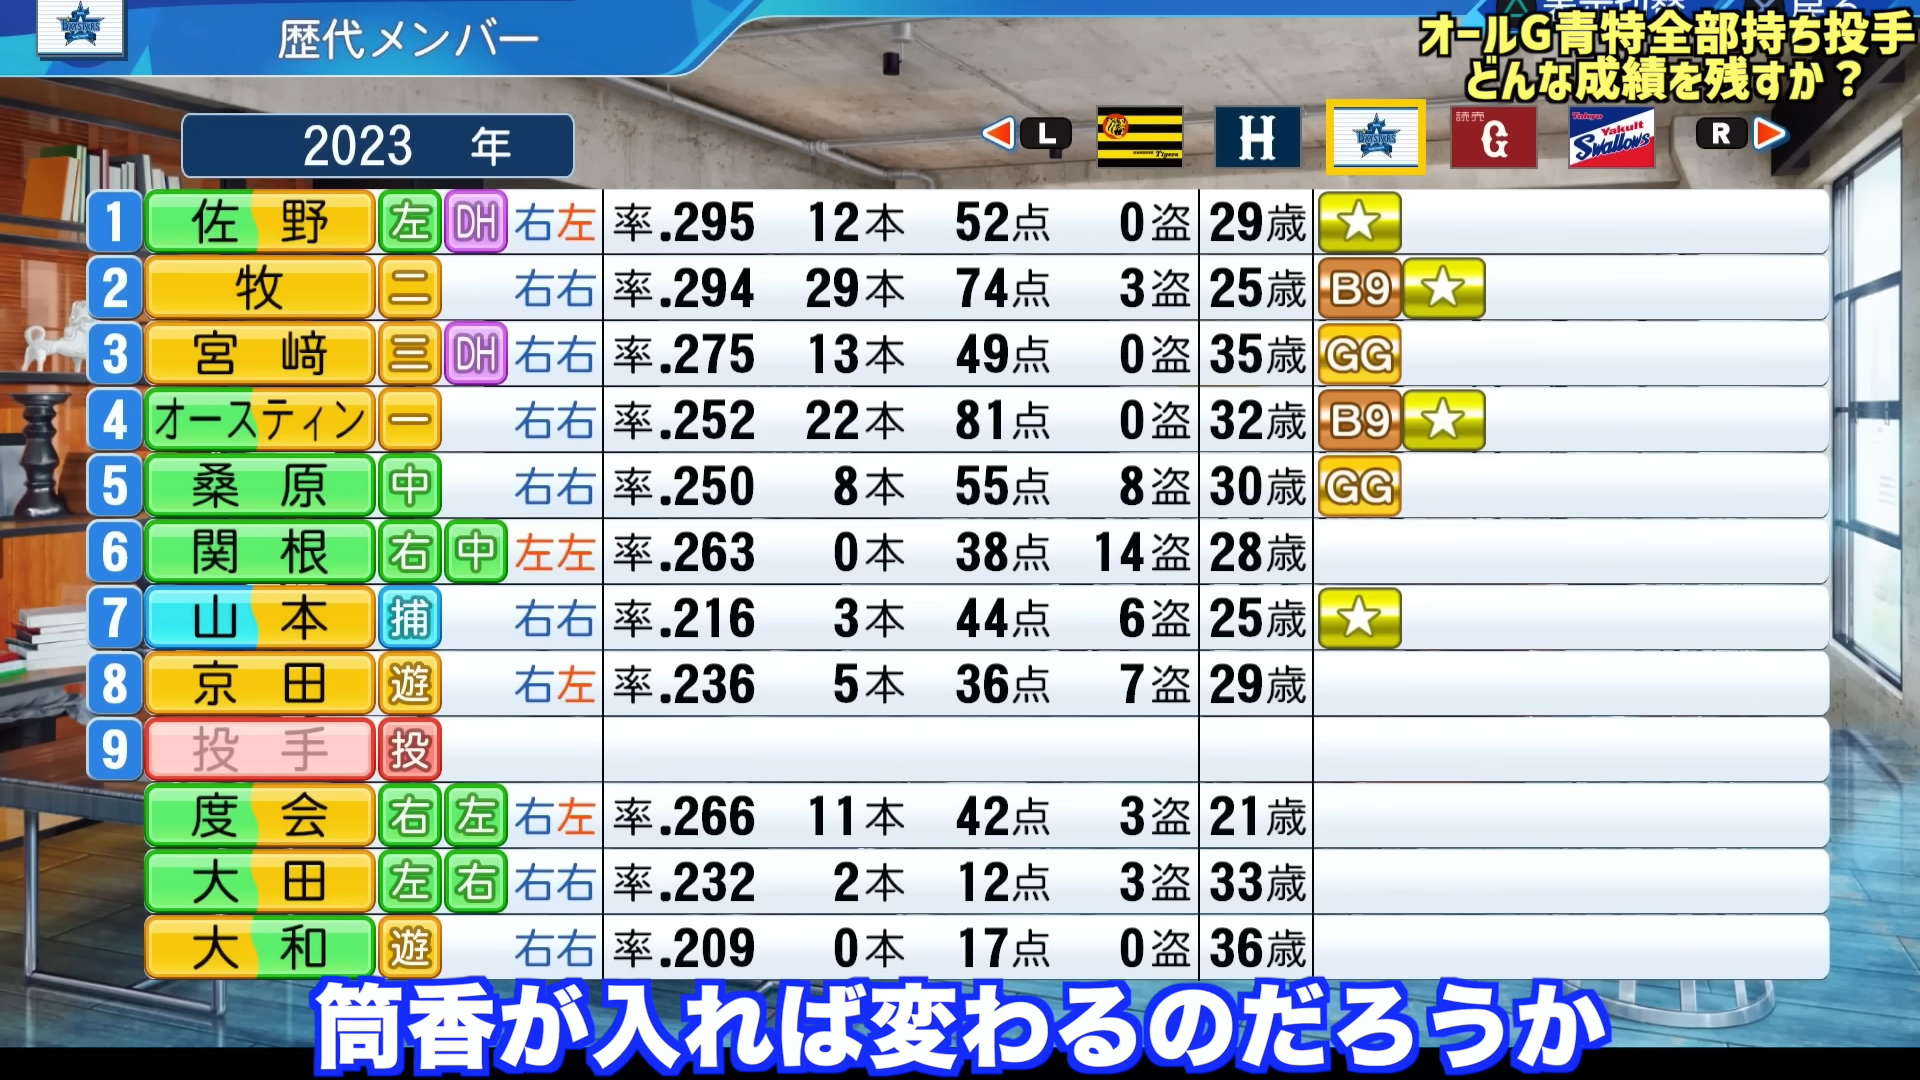 歴代メンバー
オールG青特全部持ち投手
どんな成績を残すか？
2023 年
L
H
読売
G
Tokyo
Yakult
Swallows
R
Tigers
BAYSTARS
1 佐野 左 DH 右左 率.295 12本 52点 0盗 29歳 ★
2 牧 二 右右 率.294 29本 74点 3盗 25歳 B9 ★
3 宮﨑 三 DH 右右 率.275 13本 49点 0盗 35歳 GG
4 オースティン 一 右右 率.252 22本 81点 0盗 32歳 B9 ★
5 桑原 中 右右 率.250 8本 55点 8盗 30歳 GG
6 関根 右 中 左左 率.263 0本 38点 14盗 28歳
7 山本 捕 右右 率.216 3本 44点 6盗 25歳 ★
8 京田 遊 右左 率.236 5本 36点 7盗 29歳
9 投手 投
度会 右 左 右左 率.266 11本 42点 3盗 21歳
大田 左 右 右右 率.232 2本 12点 3盗 33歳
大和 遊 右右 率.209 0本 17点 0盗 36歳
筒香が入れば変わるのだろうか